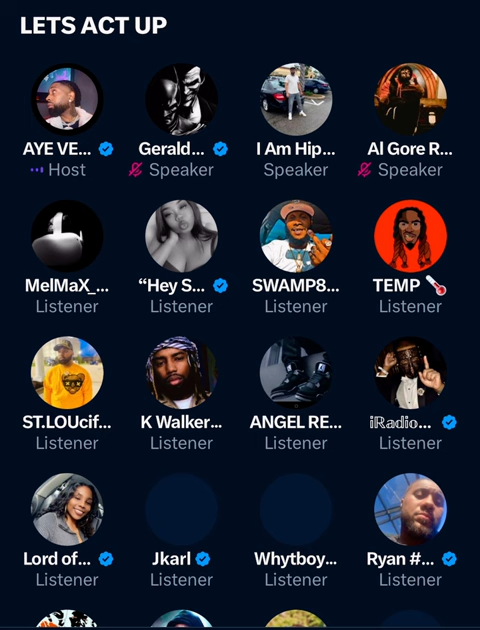 LETS ACT UP
AYE VE... Gerald... I Am Hip... Al Gore R...
Host Speaker Speaker Speaker
MelMaX_... “Hey S... SWAMP8... TEMP 🌡️
Listener Listener Listener Listener
ST.LOUcif... K Walker... ANGEL RE... 𝕚ℝ𝕒𝕕𝕚𝕠...
Listener Listener Listener Listener
Lord of... Jkarl Whytboy... Ryan #...
Listener Listener Listener Listener